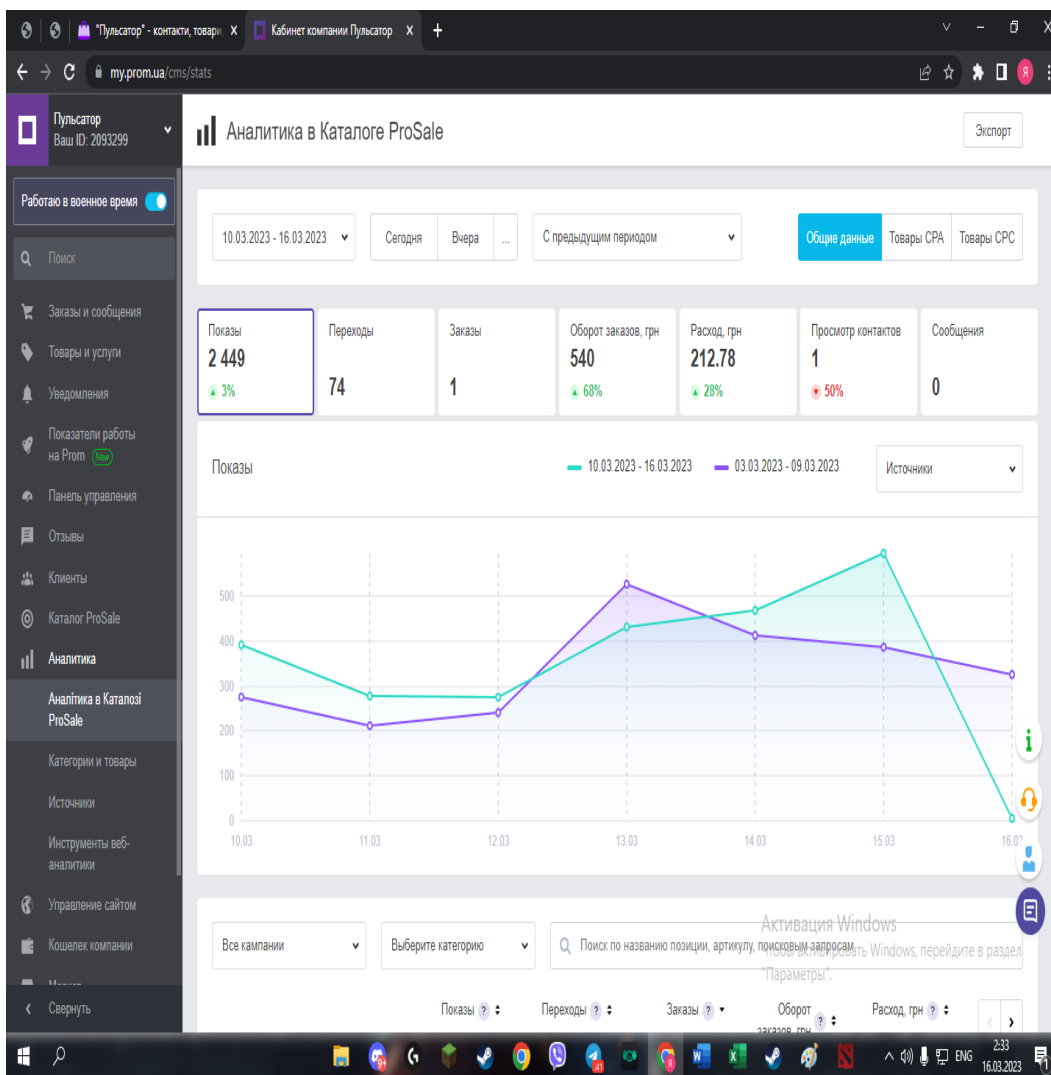 "Пульсатор" - контакти, товари,
Кабинет компании Пульсатор
my.prom.ua/cms/stats
Я
Пульсатор
Ваш ID: 2093299
Аналитика в Каталоге ProSale
Экспорт
Работаю в военное время
10.03.2023 - 16.03.2023
Сегодня
Вчера
...
С предыдущим периодом
Общие данные
Товары CPA
Товары CPC
Поиск
Заказы и сообщения
Товары и услуги
Уведомления
Показатели работы
на Prom New
Панель управления
Отзывы
Клиенты
Каталог ProSale
Аналитика
Аналітика в Каталозі
ProSale
Категории и товары
Источники
Инструменты веб-
аналитики
Управление сайтом
Кошелек компании
Свернуть
Показы
2 449
3%
Переходы
74
Заказы
1
Оборот заказов, грн
540
68%
Расход, грн
212.78
28%
Просмотр контактов
1
50%
Сообщения
0
Показы
10.03.2023 - 16.03.2023
03.03.2023 - 09.03.2023
Источники
500
400
300
200
100
0
10.03
11.03
12.03
13.03
14.03
15.03
16.03
Все кампании
Выберите категорию
Поиск по названию позиции, артикулу, поисковым запросам
Активация Windows
Чтобы активировать Windows, перейдите в раздел
"Параметры".
Показы ?
Переходы ?
Заказы ?
Оборот
заказов, грн ?
Расход, грн ?
ENG
2:33
16.03.2023